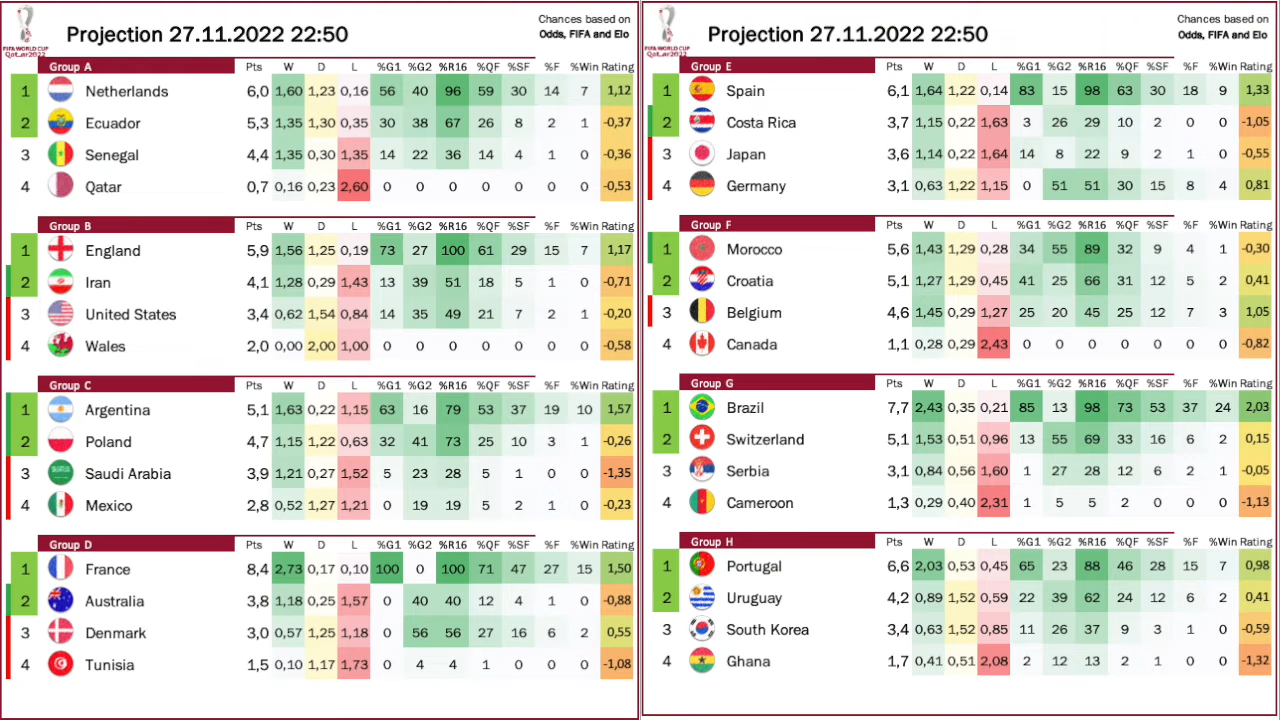 FIFA WORLD CUP
Qatar2022
Projection 27.11.2022 22:50
Chances based on
Odds, FIFA and Elo
Group A Pts W D L %G1 %G2 %R16 %QF %SF %F %Win Rating
1 Netherlands 6,0 1,60 1,23 0,16 56 40 96 59 30 14 7 1,12
2 Ecuador 5,3 1,35 1,30 0,35 30 38 67 26 8 2 1 -0,37
3 Senegal 4,4 1,35 0,30 1,35 14 22 36 14 4 1 0 -0,36
4 Qatar 0,7 0,16 0,23 2,60 0 0 0 0 0 0 0 -0,53
Group B Pts W D L %G1 %G2 %R16 %QF %SF %F %Win Rating
1 England 5,9 1,56 1,25 0,19 73 27 100 61 29 15 7 1,17
2 Iran 4,1 1,28 0,29 1,43 13 39 51 18 5 1 0 -0,71
3 United States 3,4 0,62 1,54 0,84 14 35 49 21 7 2 1 -0,20
4 Wales 2,0 0,00 2,00 1,00 0 0 0 0 0 0 0 -0,58
Group C Pts W D L %G1 %G2 %R16 %QF %SF %F %Win Rating
1 Argentina 5,1 1,63 0,22 1,15 63 16 79 53 37 19 10 1,57
2 Poland 4,7 1,15 1,22 0,63 32 41 73 25 10 3 1 -0,26
3 Saudi Arabia 3,9 1,21 0,27 1,52 5 23 28 5 1 0 0 -1,35
4 Mexico 2,8 0,52 1,27 1,21 0 19 19 5 2 1 0 -0,23
Group D Pts W D L %G1 %G2 %R16 %QF %SF %F %Win Rating
1 France 8,4 2,73 0,17 0,10 100 0 100 71 47 27 15 1,50
2 Australia 3,8 1,18 0,25 1,57 0 40 40 12 4 1 0 -0,88
3 Denmark 3,0 0,57 1,25 1,18 0 56 56 27 16 6 2 0,55
4 Tunisia 1,5 0,10 1,17 1,73 0 4 4 1 0 0 0 -1,08
FIFA WORLD CUP
Qatar2022
Projection 27.11.2022 22:50
Chances based on
Odds, FIFA and Elo
Group E Pts W D L %G1 %G2 %R16 %QF %SF %F %Win Rating
1 Spain 6,1 1,64 1,22 0,14 83 15 98 63 30 18 9 1,33
2 Costa Rica 3,7 1,15 0,22 1,63 3 26 29 10 2 0 0 -1,05
3 Japan 3,6 1,14 0,22 1,64 14 8 22 9 2 1 0 -0,55
4 Germany 3,1 0,63 1,22 1,15 0 51 51 30 15 8 4 0,81
Group F Pts W D L %G1 %G2 %R16 %QF %SF %F %Win Rating
1 Morocco 5,6 1,43 1,29 0,28 34 55 89 32 9 4 1 -0,30
2 Croatia 5,1 1,27 1,29 0,45 41 25 66 31 12 5 2 0,41
3 Belgium 4,6 1,45 0,29 1,27 25 20 45 25 12 7 3 1,05
4 Canada 1,1 0,28 0,29 2,43 0 0 0 0 0 0 0 -0,82
Group G Pts W D L %G1 %G2 %R16 %QF %SF %F %Win Rating
1 Brazil 7,7 2,43 0,35 0,21 85 13 98 73 53 37 24 2,03
2 Switzerland 5,1 1,53 0,51 0,96 13 55 69 33 16 6 2 0,15
3 Serbia 3,1 0,84 0,56 1,60 1 27 28 12 6 2 1 -0,05
4 Cameroon 1,3 0,29 0,40 2,31 1 5 5 2 0 0 0 -1,13
Group H Pts W D L %G1 %G2 %R16 %QF %SF %F %Win Rating
1 Portugal 6,6 2,03 0,53 0,45 65 23 88 46 28 15 7 0,98
2 Uruguay 4,2 0,89 1,52 0,59 22 39 62 24 12 6 2 0,41
3 South Korea 3,4 0,63 1,52 0,85 11 26 37 9 3 1 0 -0,59
4 Ghana 1,7 0,41 0,51 2,08 2 12 13 2 1 0 0 -1,32